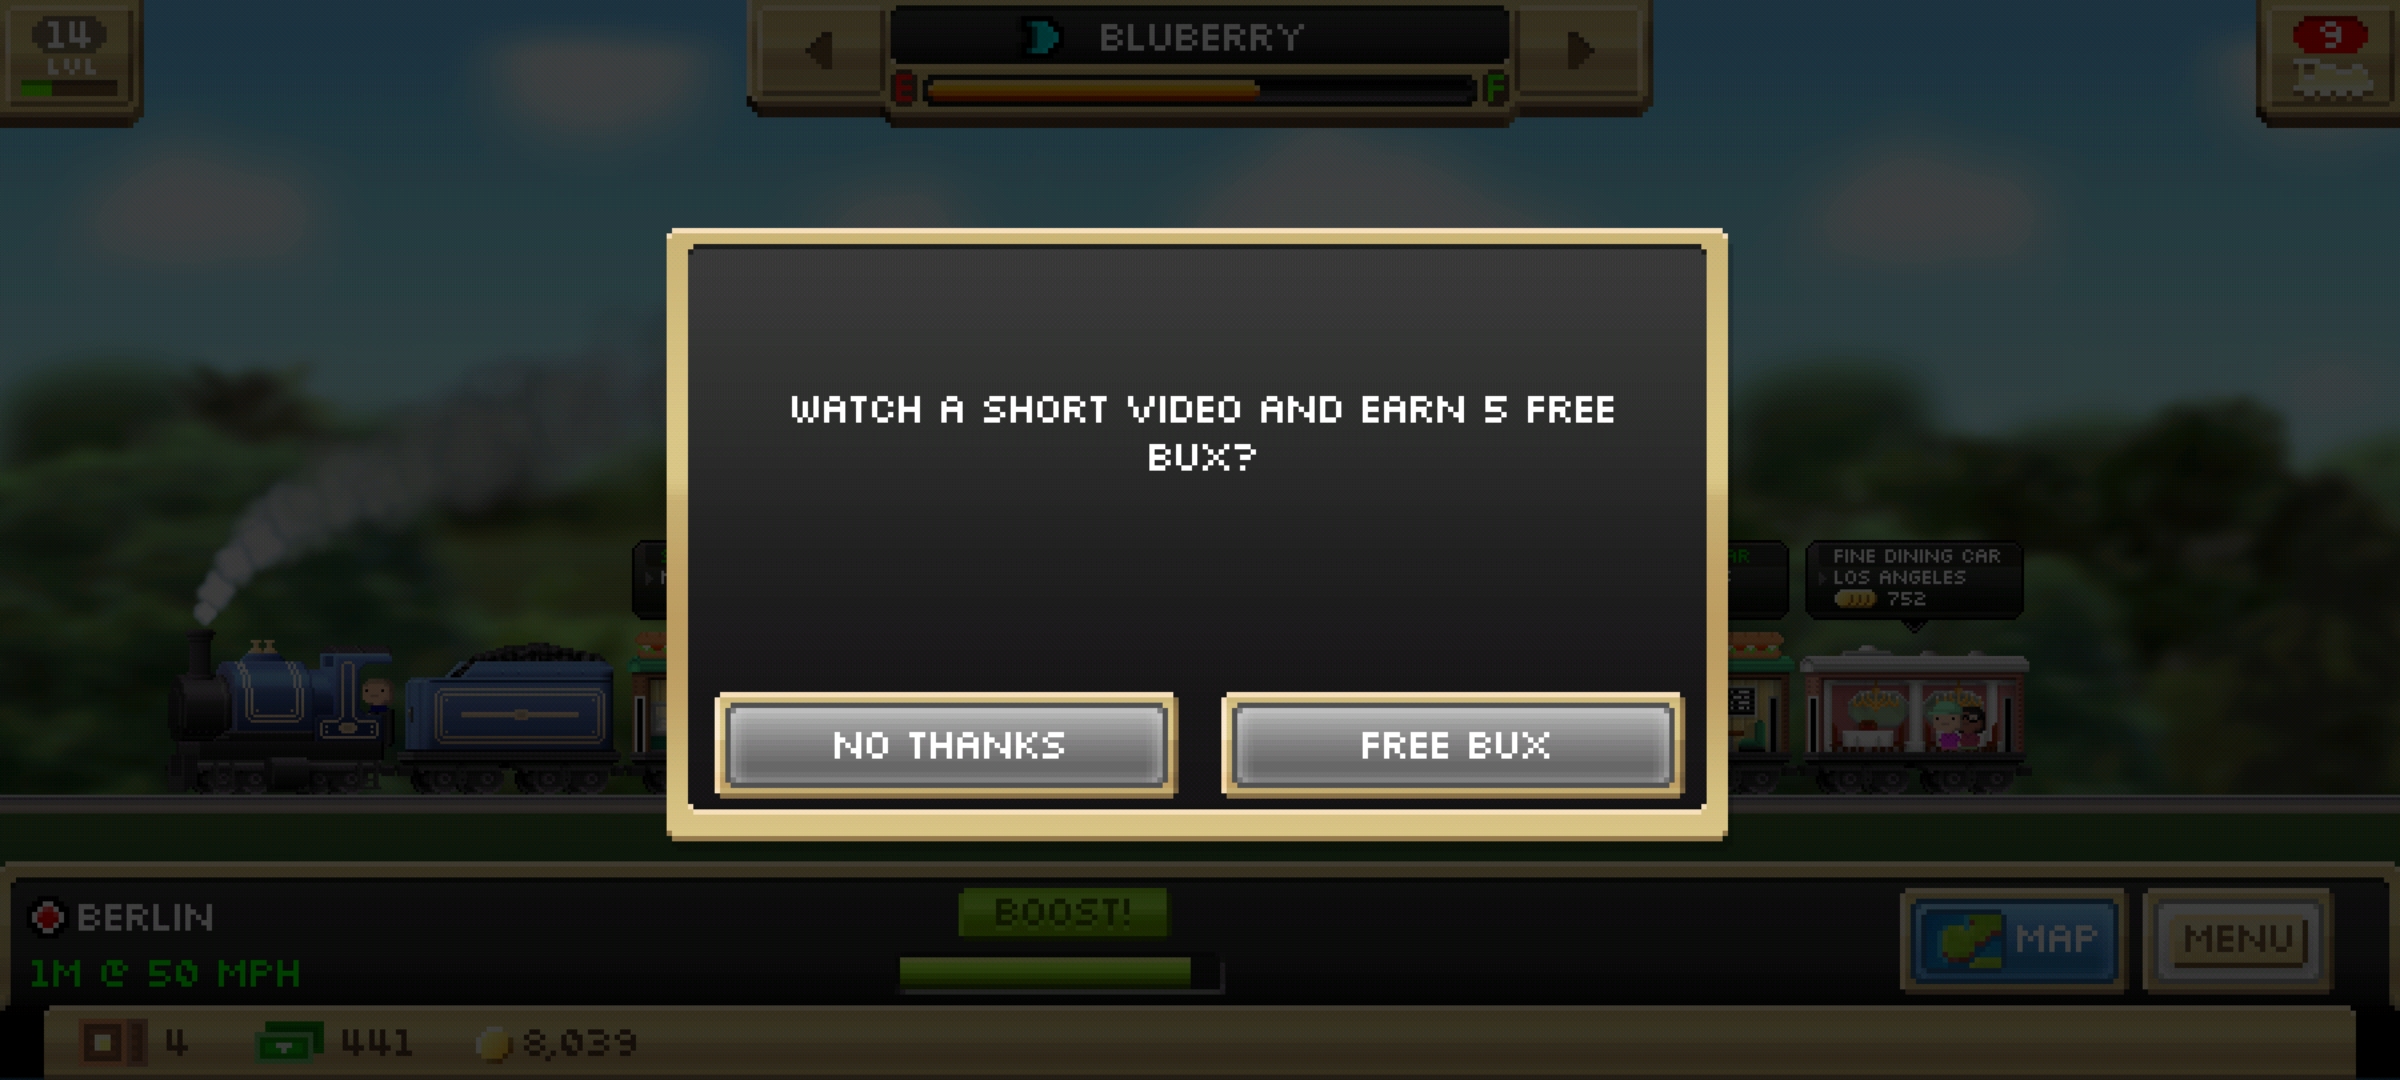 14
LVL
BLUBERRY
E
F
9
WATCH A SHORT VIDEO AND EARN 5 FREE
BUX?
NO THANKS
FREE BUX
FINE DINING CAR
LOS ANGELES
752
BERLIN
1M @ 50 MPH
BOOST!
MAP
MENU
4
441
8,039